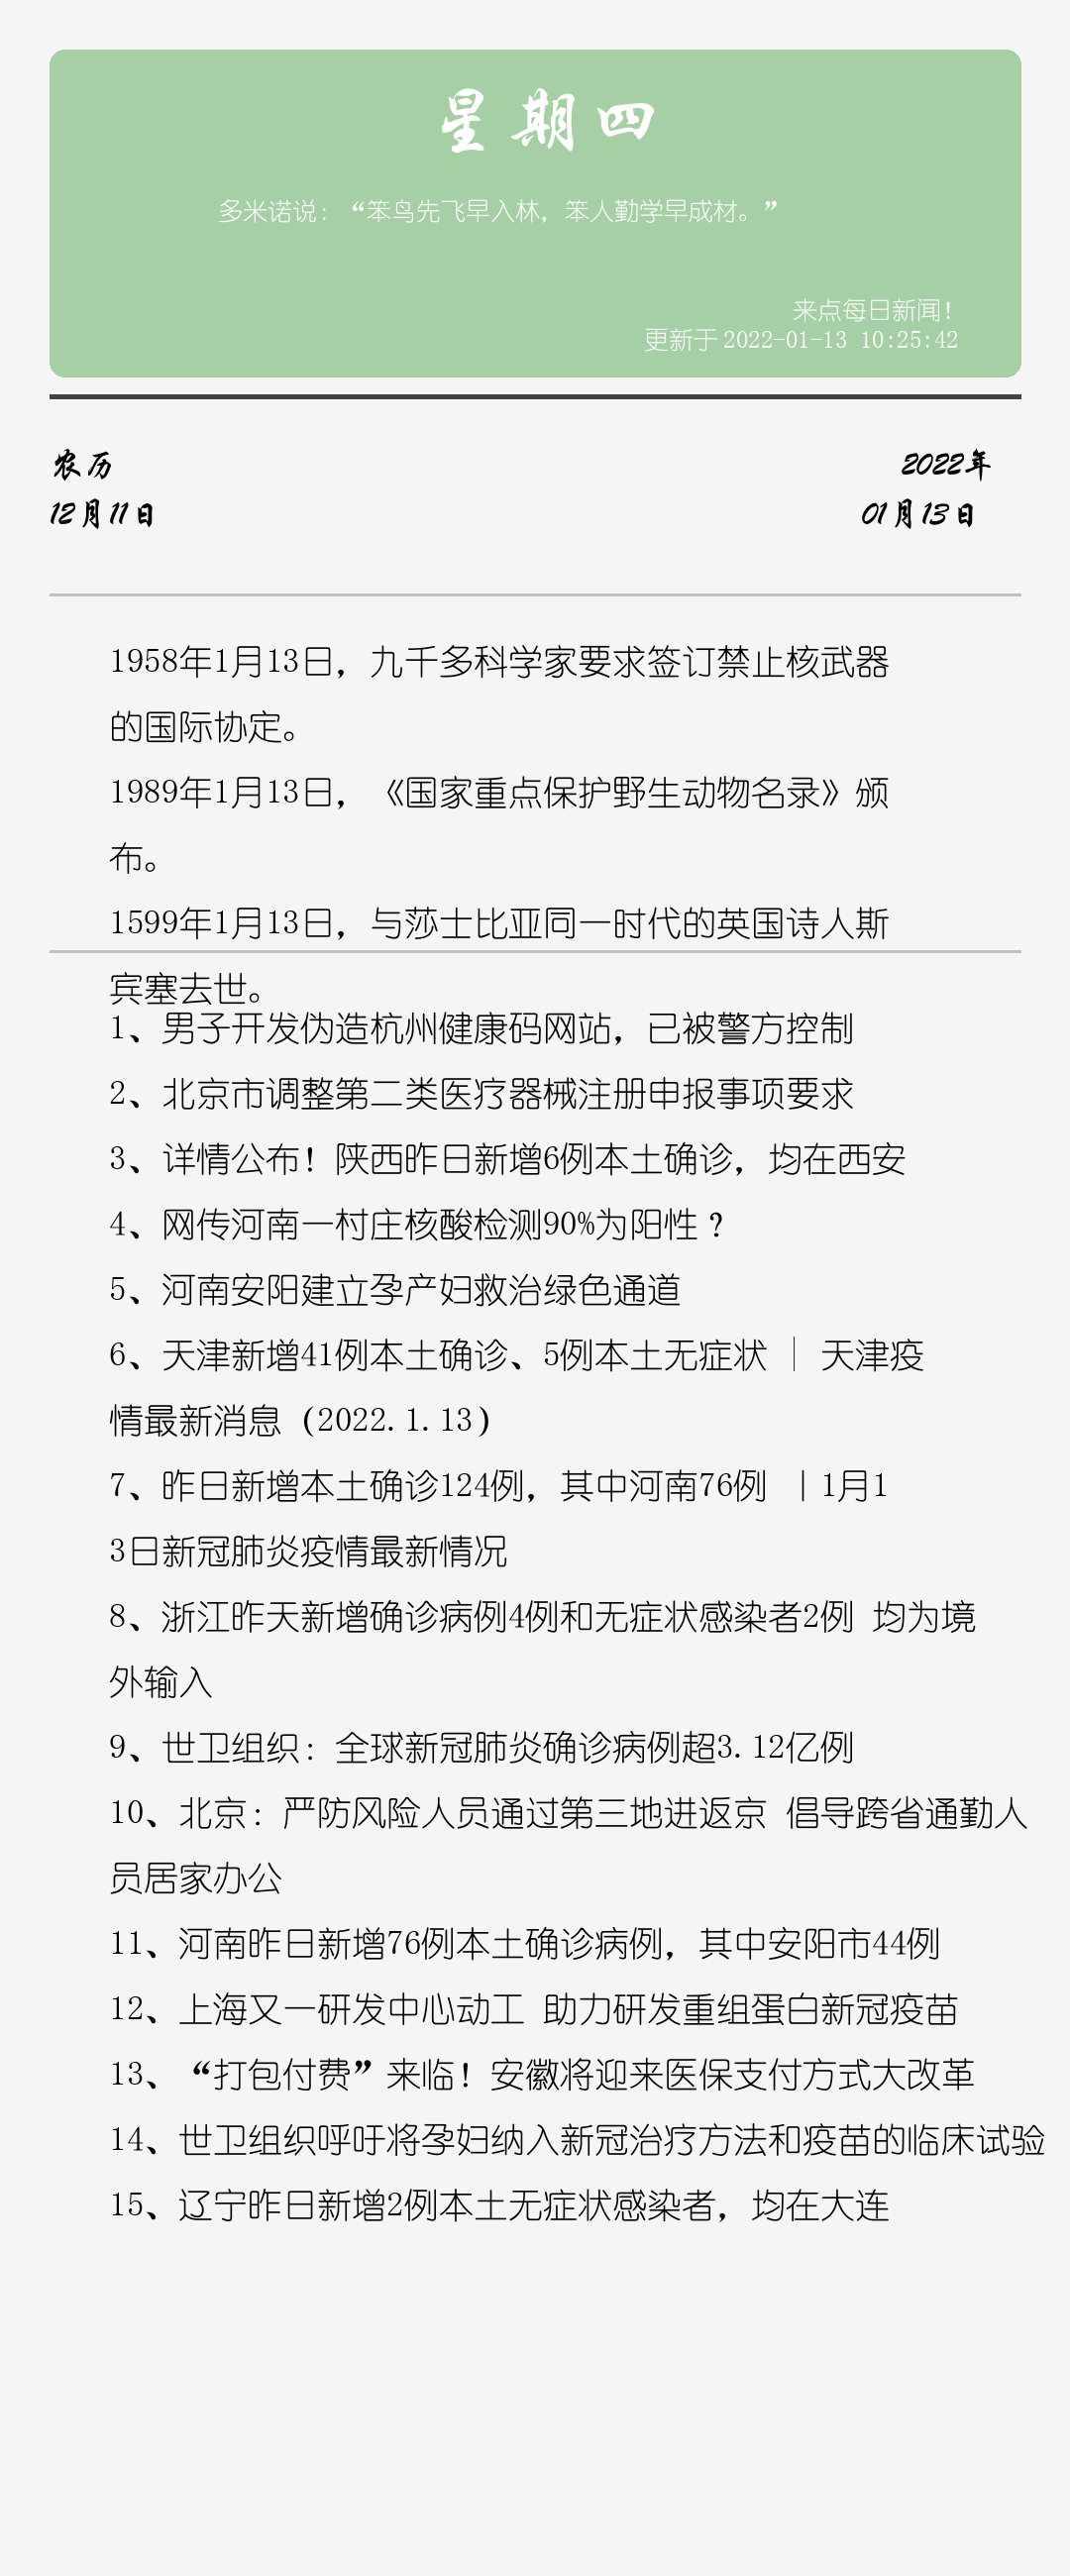 星期四
多米诺说：“笨鸟先飞早入林，笨人勤学早成材。”
来点每日新闻！
更新于 2022-01-13 10:25:42
农历
12月11日
2022年
01月13日
1958年1月13日，九千多科学家要求签订禁止核武器
的国际协定。
1989年1月13日，《国家重点保护野生动物名录》颁
布。
1599年1月13日，与莎士比亚同一时代的英国诗人斯
宾塞去世。
1、男子开发伪造杭州健康码网站，已被警方控制
2、北京市调整第二类医疗器械注册申报事项要求
3、详情公布！陕西昨日新增6例本土确诊，均在西安
4、网传河南一村庄核酸检测90%为阳性？
5、河南安阳建立孕产妇救治绿色通道
6、天津新增41例本土确诊、5例本土无症状｜天津疫
情最新消息（2022.1.13）
7、昨日新增本土确诊124例，其中河南76例 丨1月1
3日新冠肺炎疫情最新情况
8、浙江昨天新增确诊病例4例和无症状感染者2例 均为境
外输入
9、世卫组织：全球新冠肺炎确诊病例超3.12亿例
10、北京：严防风险人员通过第三地进返京 倡导跨省通勤人
员居家办公
11、河南昨日新增76例本土确诊病例，其中安阳市44例
12、上海又一研发中心动工 助力研发重组蛋白新冠疫苗
13、“打包付费”来临！安徽将迎来医保支付方式大改革
14、世卫组织呼吁将孕妇纳入新冠治疗方法和疫苗的临床试验
15、辽宁昨日新增2例本土无症状感染者，均在大连